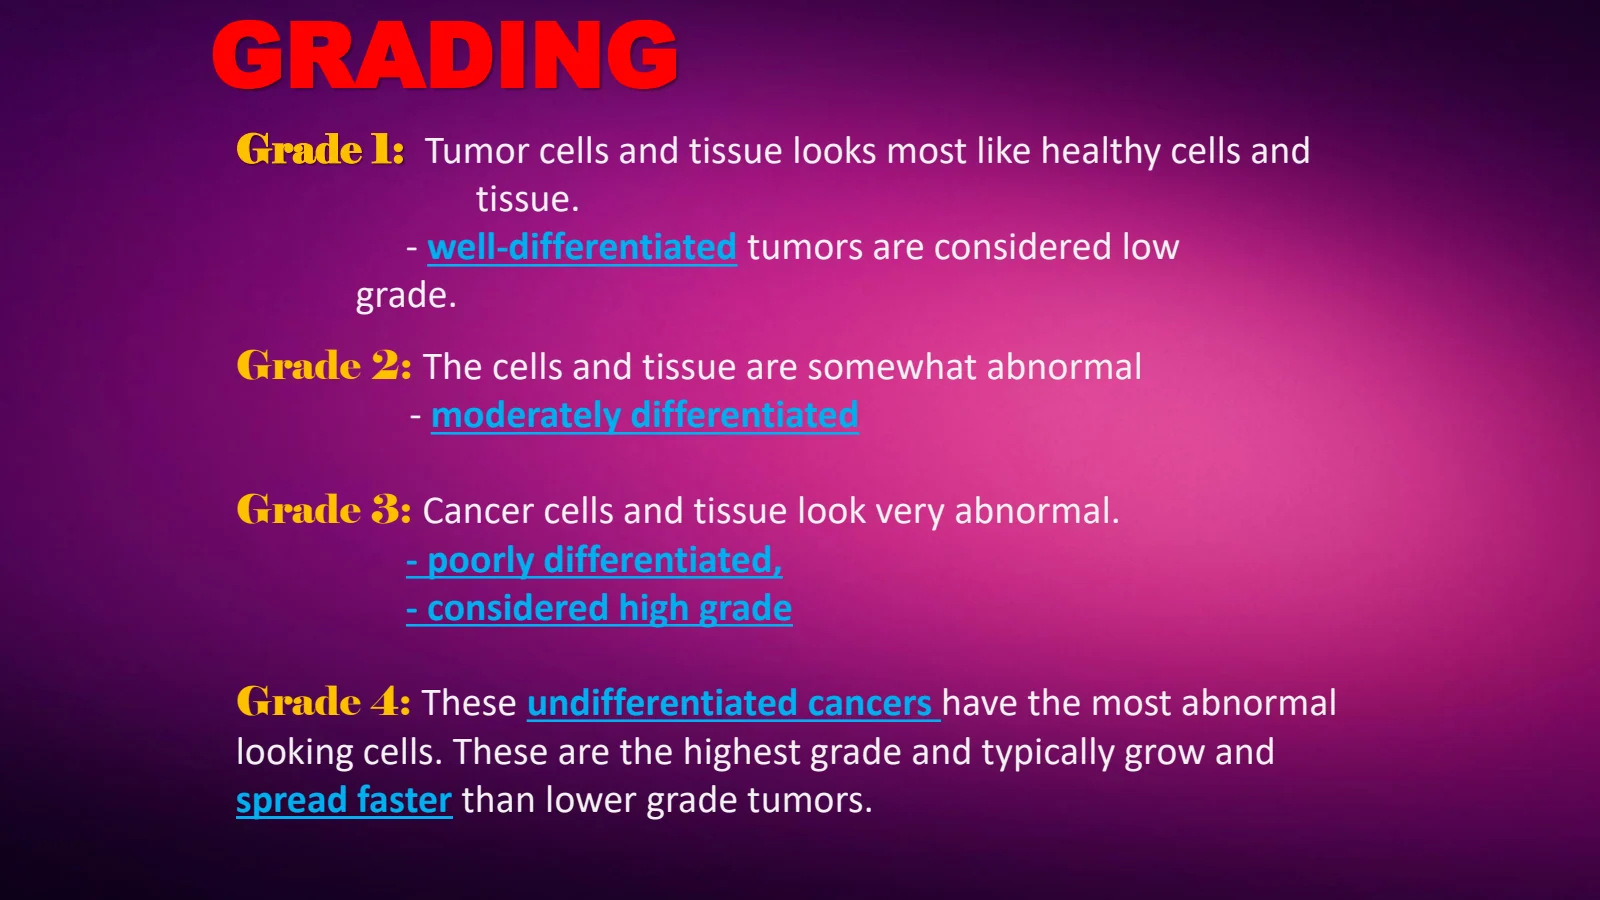 GRADING
Grade 1: Tumor cells and tissue looks most like healthy cells and
tissue.
- well-differentiated tumors are considered low
grade.
Grade 2: The cells and tissue are somewhat abnormal
- moderately differentiated
Grade 3: Cancer cells and tissue look very abnormal.
- poorly differentiated,
- considered high grade
Grade 4: These undifferentiated cancers have the most abnormal
looking cells. These are the highest grade and typically grow and
spread faster than lower grade tumors.